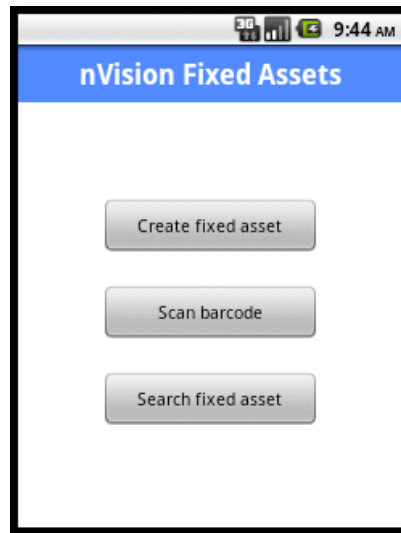 3G 9:44 AM
nVision Fixed Assets
Create fixed asset
Scan barcode
Search fixed asset